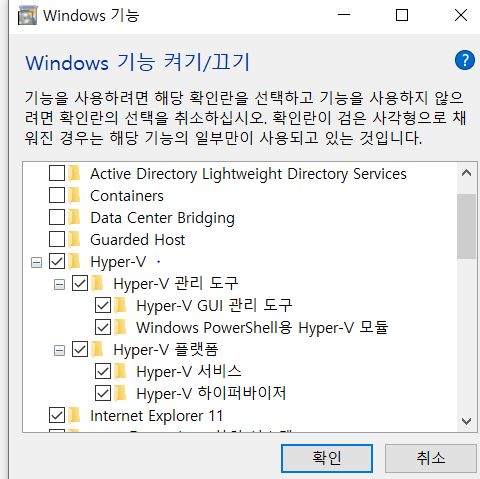 Windows 기능
Windows 기능 켜기/끄기
기능을 사용하려면 해당 확인란을 선택하고 기능을 사용하지 않으
려면 확인란의 선택을 취소하십시오. 확인란이 검은 사각형으로 채
워진 경우는 해당 기능의 일부만이 사용되고 있는 것입니다.
Active Directory Lightweight Directory Services
Containers
Data Center Bridging
Guarded Host
Hyper-V
Hyper-V 관리 도구
Hyper-V GUI 관리 도구
Windows PowerShell용 Hyper-V 모듈
Hyper-V 플랫폼
Hyper-V 서비스
Hyper-V 하이퍼바이저
Internet Explorer 11
확인 취소